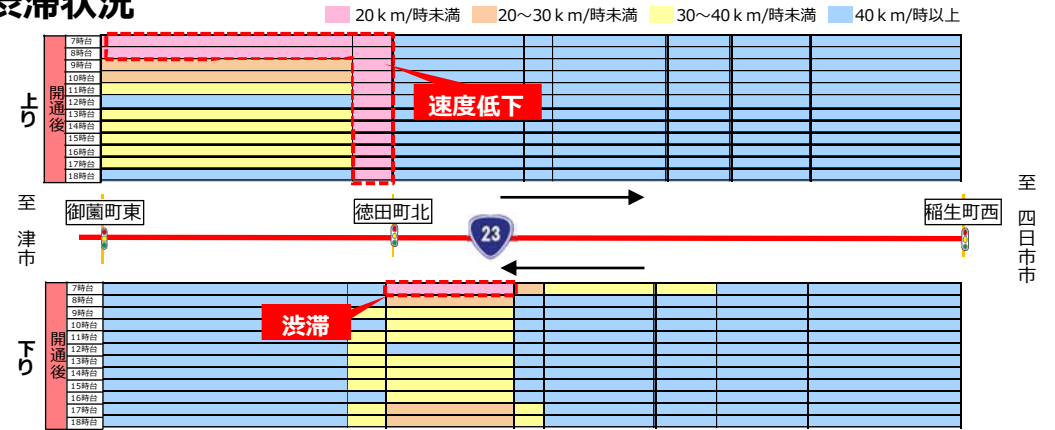 渋滞状況
20ｋｍ/時未満 20～30ｋｍ/時未満 30～40ｋｍ/時未満 40ｋｍ/時以上
上り
開通後
7時台
8時台
9時台
10時台
11時台
12時台
13時台
14時台
15時台
16時台
17時台
18時台
速度低下
至 津市
御薗町東
徳田町北
23
稲生町西
至 四日市市
下り
開通後
7時台
8時台
9時台
10時台
11時台
12時台
13時台
14時台
15時台
16時台
17時台
18時台
渋滞